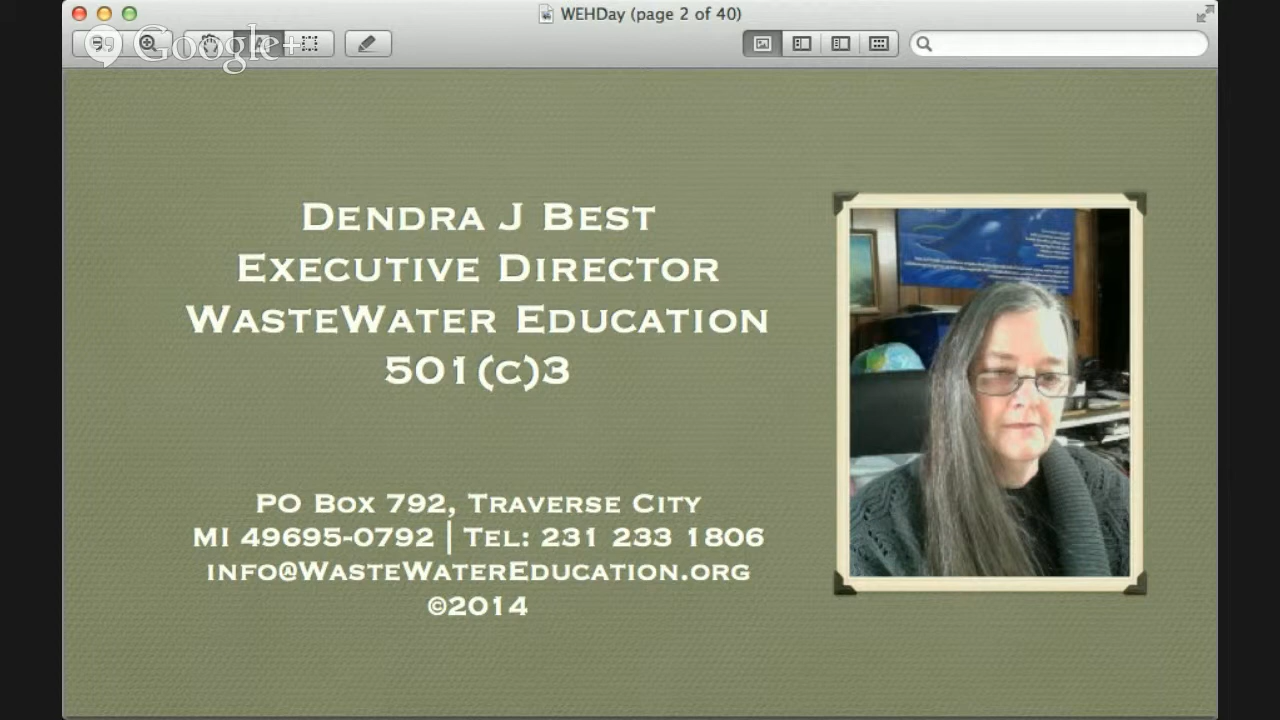 WEHDay (page 2 of 40)
Google+
Dendra J Best
Executive Director
WasteWater Education
501(c)3
PO Box 792, Traverse City
MI 49695-0792 | Tel: 231 233 1806
info@WasteWaterEducation.org
©2014